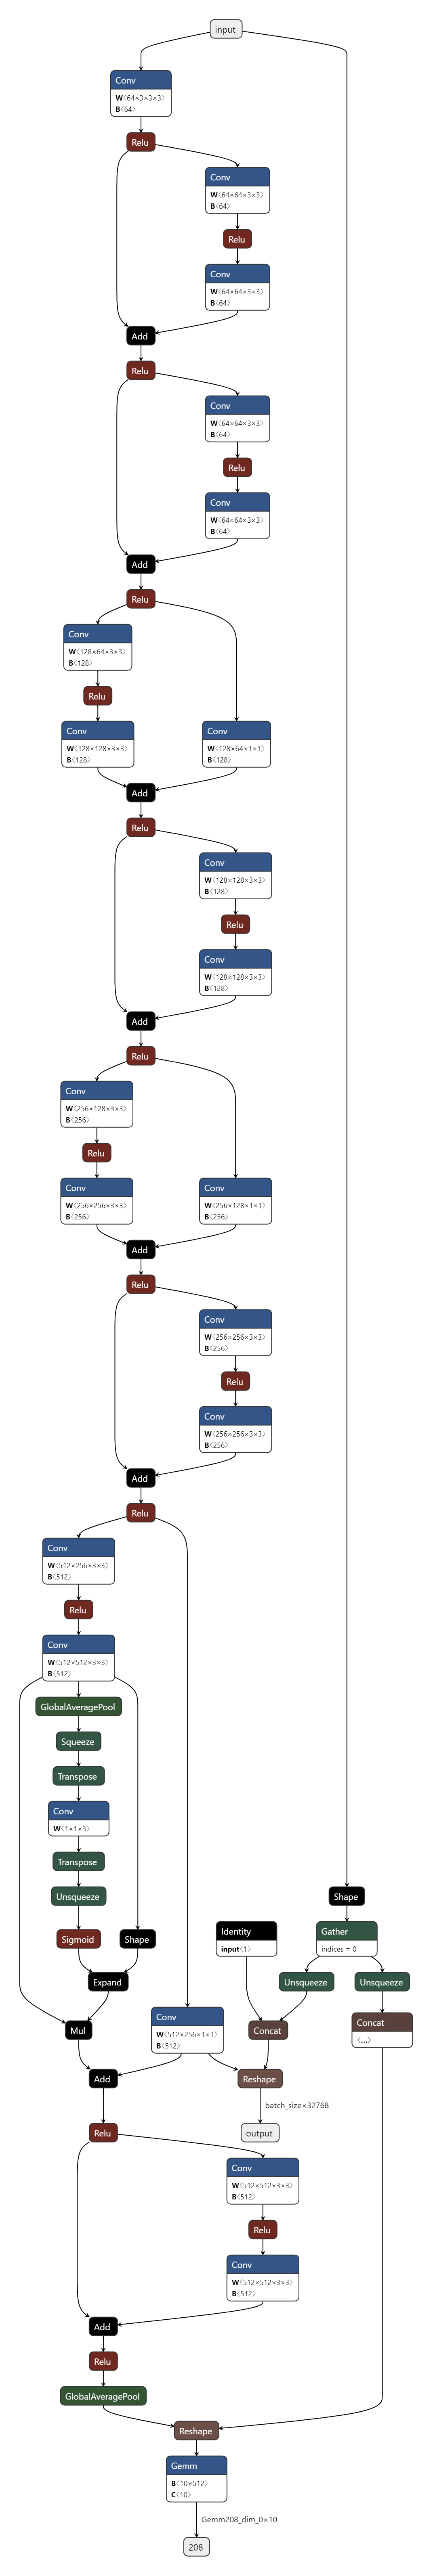 input
Conv
W⟨64×3×3×3⟩
B⟨64⟩
Relu
Conv
W⟨64×64×3×3⟩
B⟨64⟩
Relu
Conv
W⟨64×64×3×3⟩
B⟨64⟩
Add
Relu
Conv
W⟨64×64×3×3⟩
B⟨64⟩
Relu
Conv
W⟨64×64×3×3⟩
B⟨64⟩
Add
Relu
Conv
W⟨128×64×3×3⟩
B⟨128⟩
Relu
Conv
W⟨128×128×3×3⟩
B⟨128⟩
Conv
W⟨128×64×1×1⟩
B⟨128⟩
Add
Relu
Conv
W⟨128×128×3×3⟩
B⟨128⟩
Relu
Conv
W⟨128×128×3×3⟩
B⟨128⟩
Add
Relu
Conv
W⟨256×128×3×3⟩
B⟨256⟩
Relu
Conv
W⟨256×256×3×3⟩
B⟨256⟩
Conv
W⟨256×128×1×1⟩
B⟨256⟩
Add
Relu
Conv
W⟨256×256×3×3⟩
B⟨256⟩
Relu
Conv
W⟨256×256×3×3⟩
B⟨256⟩
Add
Relu
Conv
W⟨512×256×3×3⟩
B⟨512⟩
Relu
Conv
W⟨512×512×3×3⟩
B⟨512⟩
GlobalAveragePool
Squeeze
Transpose
Conv
W⟨1×1×3⟩
Transpose
Unsqueeze
Sigmoid
Shape
Expand
Mul
Shape
Identity
input⟨1⟩
Gather
indices = 0
Unsqueeze
Unsqueeze
Conv
W⟨512×256×1×1⟩
B⟨512⟩
Concat
Concat
⟨...⟩
Add
Reshape
batch_size×32768
output
Relu
Conv
W⟨512×512×3×3⟩
B⟨512⟩
Relu
Conv
W⟨512×512×3×3⟩
B⟨512⟩
Add
Relu
GlobalAveragePool
Reshape
Gemm
B⟨10×512⟩
C⟨10⟩
Gemm208_dim_0×10
208